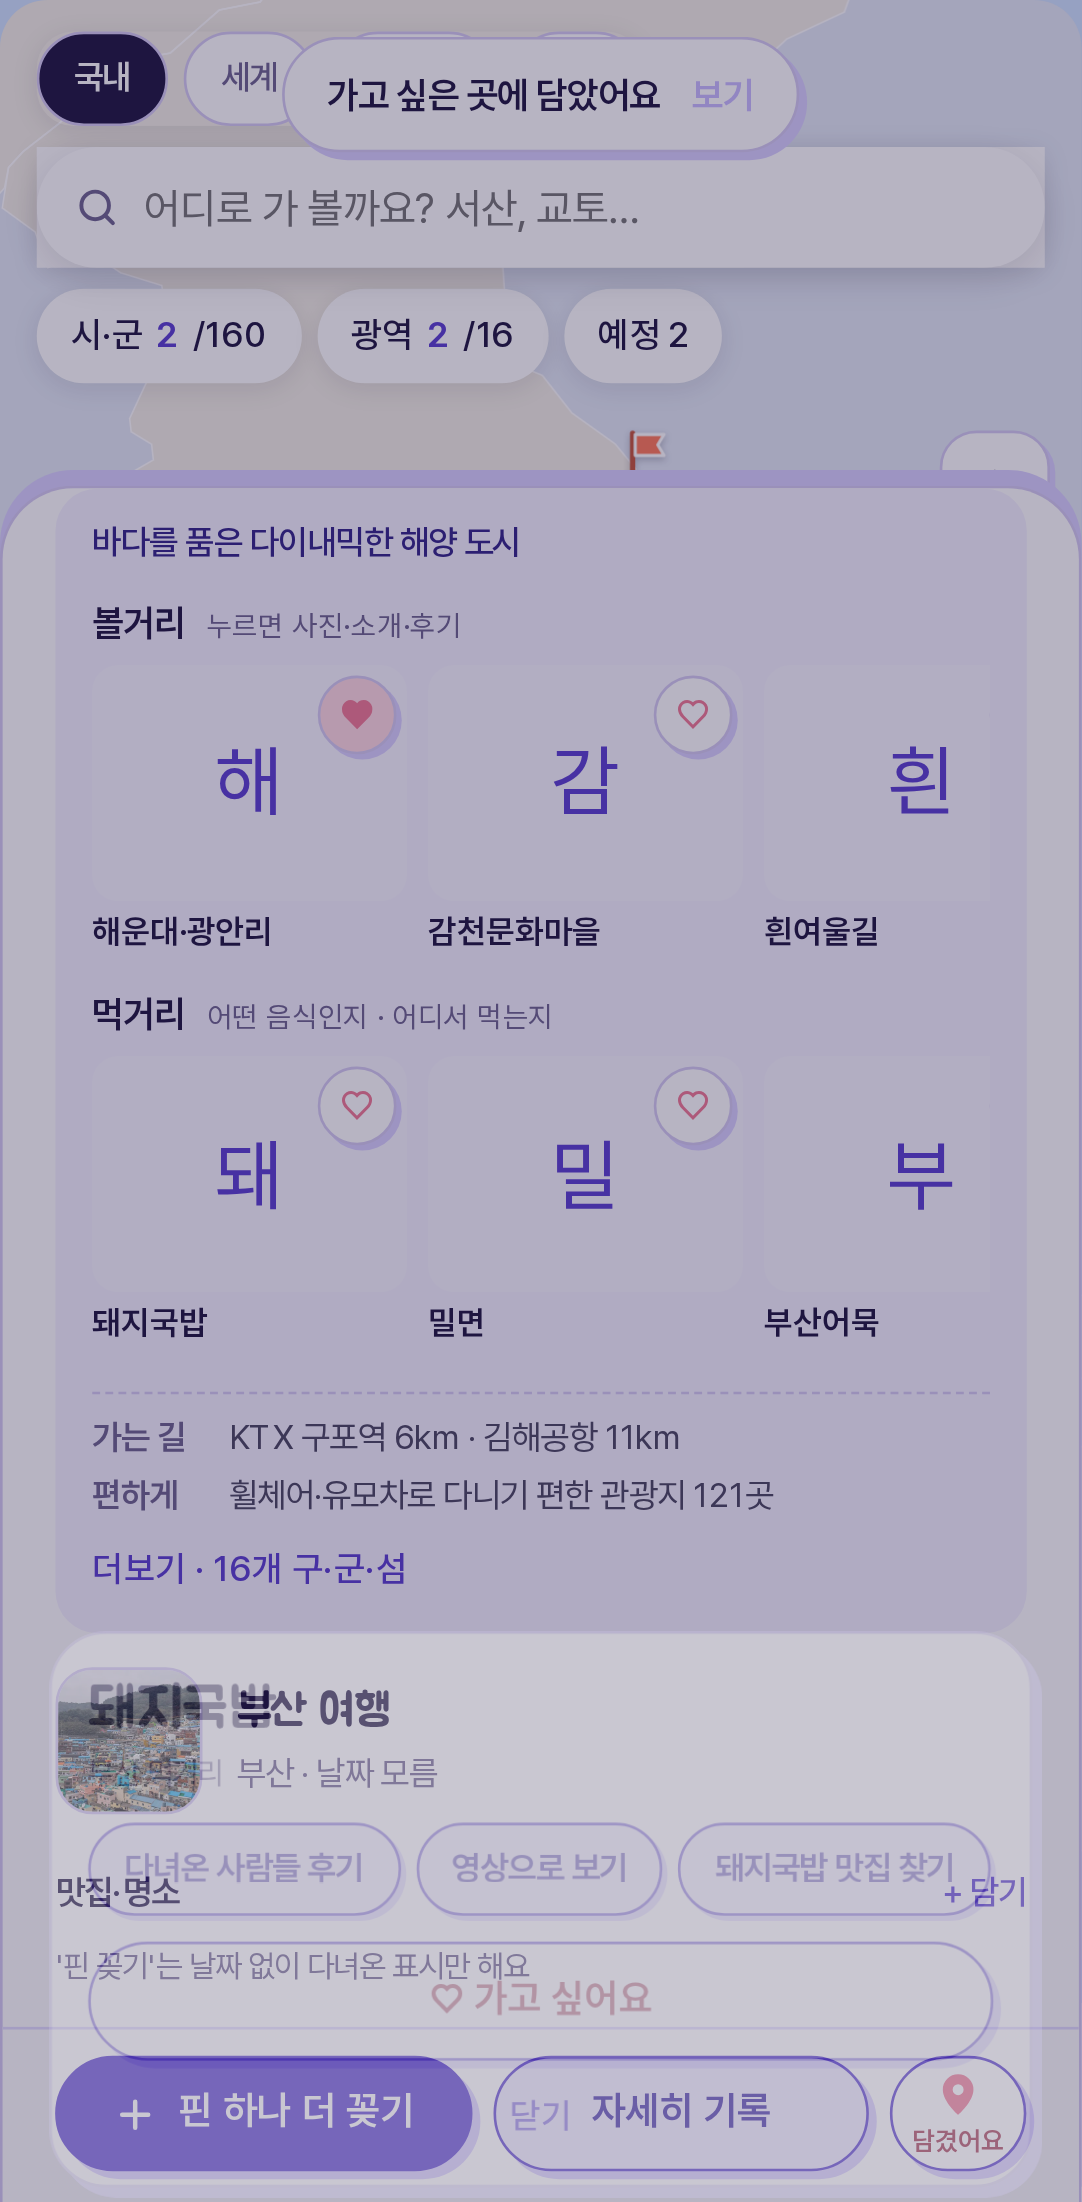 국내 세계
가고 싶은 곳에 담았어요 보기
어디로 가 볼까요? 서산, 교토...
시·군 2 /160 광역 2 /16 예정 2
바다를 품은 다이내믹한 해양 도시
볼거리 누르면 사진·소개·후기
해 감 흰
해운대·광안리 감천문화마을 흰여울길
먹거리 어떤 음식인지 · 어디서 먹는지
돼 밀 부
돼지국밥 밀면 부산어묵
가는 길 KTX 구포역 6km · 김해공항 11km
편하게 휠체어·유모차로 다니기 편한 관광지 121곳
더보기 · 16개 구·군·섬
돼지국밥
부산 여행
부산 · 날짜 모름
다녀온 사람들 후기 영상으로 보기 돼지국밥 맛집 찾기
맛집·명소 + 담기
'핀 꽂기'는 날짜 없이 다녀온 표시만 해요
가고 싶어요
핀 하나 더 꽂기 자세히 기록 담겼어요
닫기